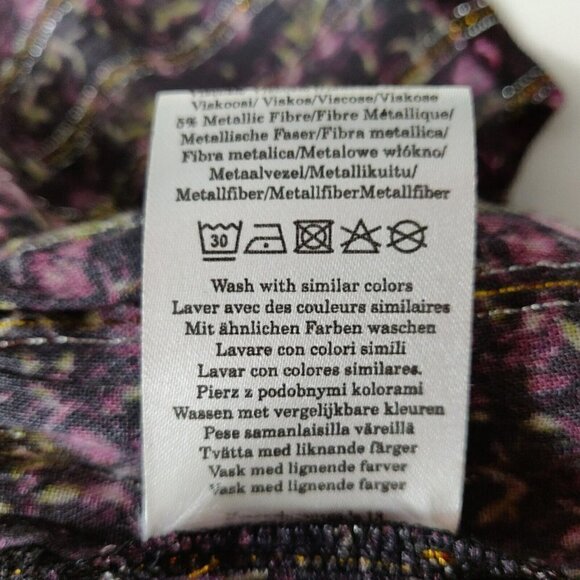 Viskoosi/ Viskos/Viscose/Viskose
5% Metallic Fibre/Fibre Métallique/
Metallische Faser/Fibra metallica/
Fibra metalica/Metalowe włókno/
Metaalvezel/Metallikuitu/
Metallfiber/MetallfiberMetallfiber
30
Wash with similar colors
Laver avec des couleurs similaires
Mit ähnlichen Farben waschen
Lavare con colori simili
Lavar con colores similares.
Pierz z podobnymi kolorami
Wassen met vergelijkbare kleuren
Pese samanlaisilla väreillä
Tvätta med liknande färger
Vask med lignende farver
Vask med lignende farger